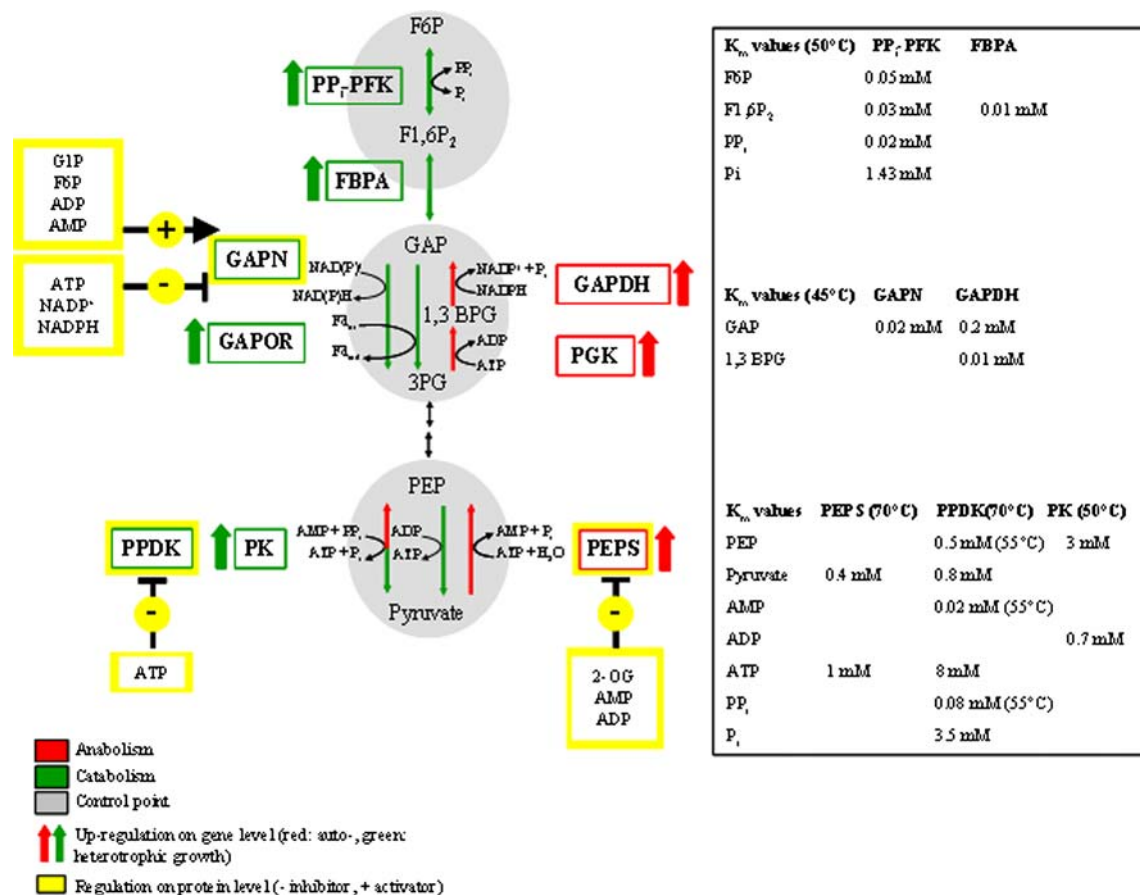 F6P
PPi
Pi
PPi-PFK
F1,6P2
FBPA
G1P
F6P
ADP
AMP
+
GAPN
ATP
NADP+
NADPH
-
GAPOR
GAP
NAD(P)+
NAD(P)H
Fdox
Fdred
1,3 BPG
3PG
NADP+ + Pi
NADPH
ADP
ATP
GAPDH
PGK
PEP
AMP + PPi
ATP + Pi
ADP
ATP
AMP + Pi
ATP + H2O
Pyruvate
PPDK
PK
PEPS
-
ATP
-
2-OG
AMP
ADP
Anabolism
Catabolism
Control point
Up-regulation on gene level (red: auto-, green:
heterotrophic growth)
Regulation on protein level (- inhibitor, + activator)
Km values (50°C) PPi-PFK FBPA
F6P 0.05 mM
F1,6P2 0.03 mM 0.01 mM
PPi 0.02 mM
Pi 1.43 mM
Km values (45°C) GAPN GAPDH
GAP 0.02 mM 0.2 mM
1,3 BPG 0.01 mM
Km values PEPS (70°C) PPDK(70°C) PK (50°C)
PEP 0.5 mM (55°C) 3 mM
Pyruvate 0.4 mM 0.8 mM
AMP 0.02 mM (55°C)
ADP 0.7 mM
ATP 1 mM 8 mM
PPi 0.08 mM (55°C)
Pi 3.5 mM